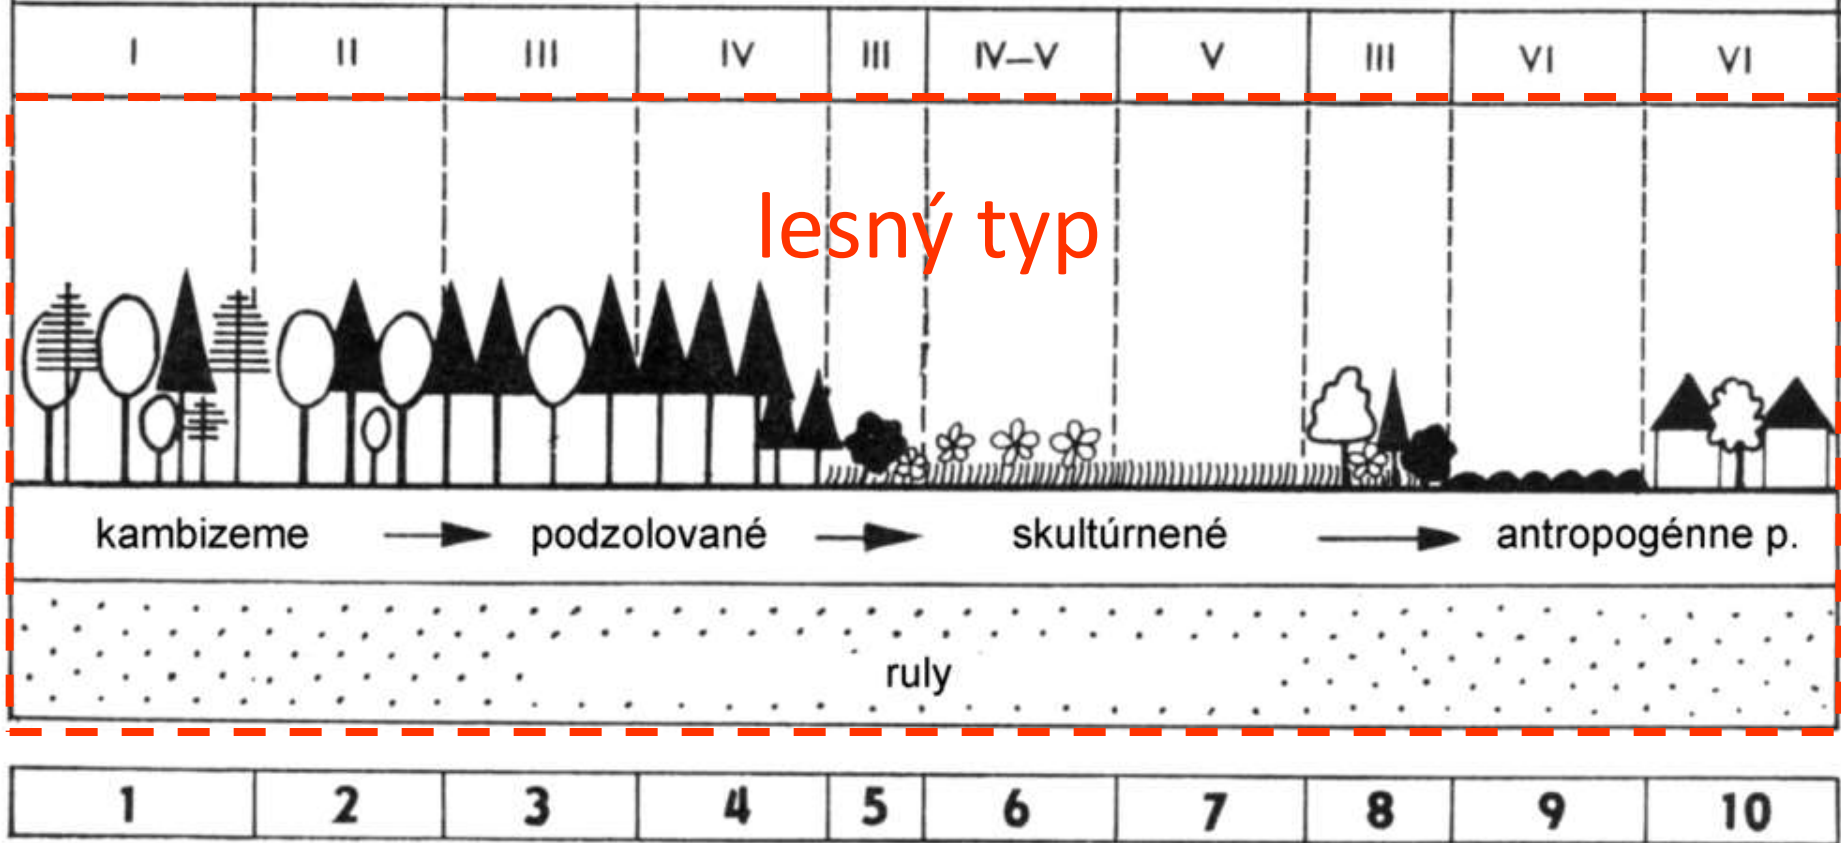 I II III IV III IV–V V III VI VI
lesný typ
kambizeme podzolované skultúrnené antropogénne p.
ruly
1 2 3 4 5 6 7 8 9 10